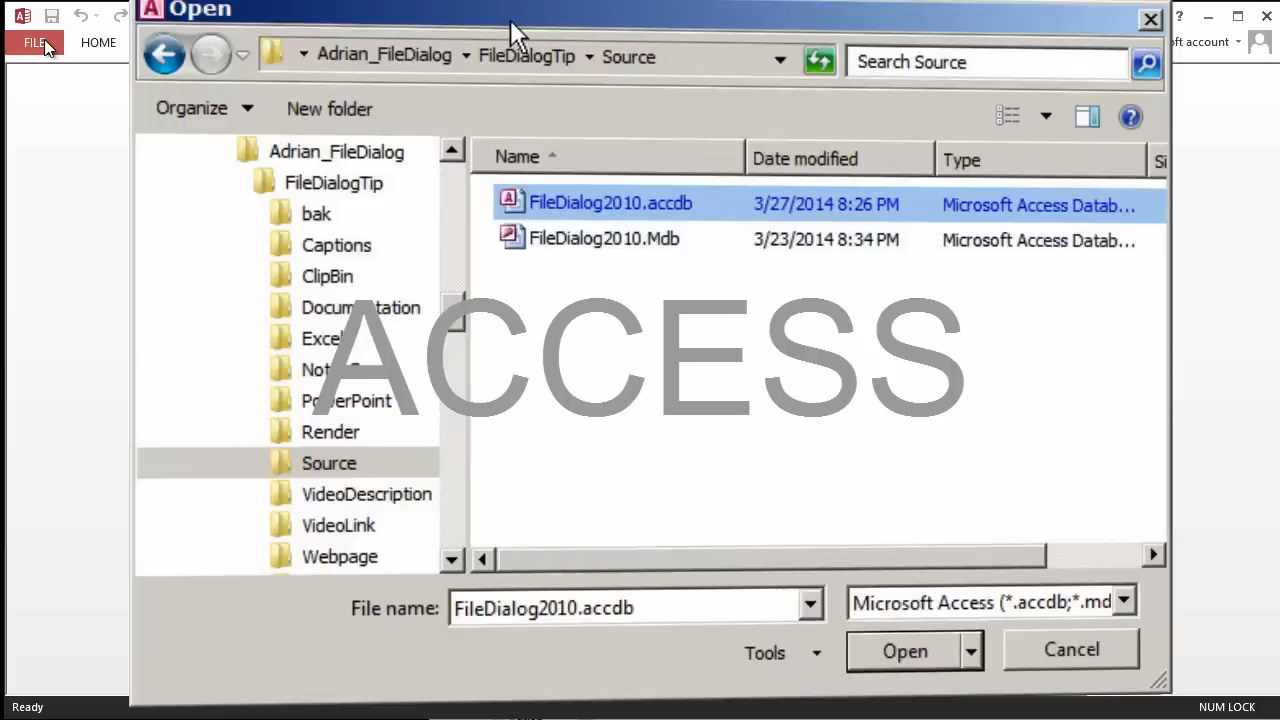 Open
FILE HOME
ft account
Adrian_FileDialog FileDialogTip Source
Search Source
Organize New folder
Name Date modified Type Si
Adrian_FileDialog
FileDialogTip
bak
Captions
ClipBin
Documentation
Excel
PowerPoint
Render
Source
VideoDescription
VideoLink
Webpage
FileDialog2010.accdb 3/27/2014 8:26 PM Microsoft Access Datab...
FileDialog2010.Mdb 3/23/2014 8:34 PM Microsoft Access Datab...
ACCESS
File name: FileDialog2010.accdb Microsoft Access (*.accdb;*.md
Tools Open Cancel
Ready NUM LOCK